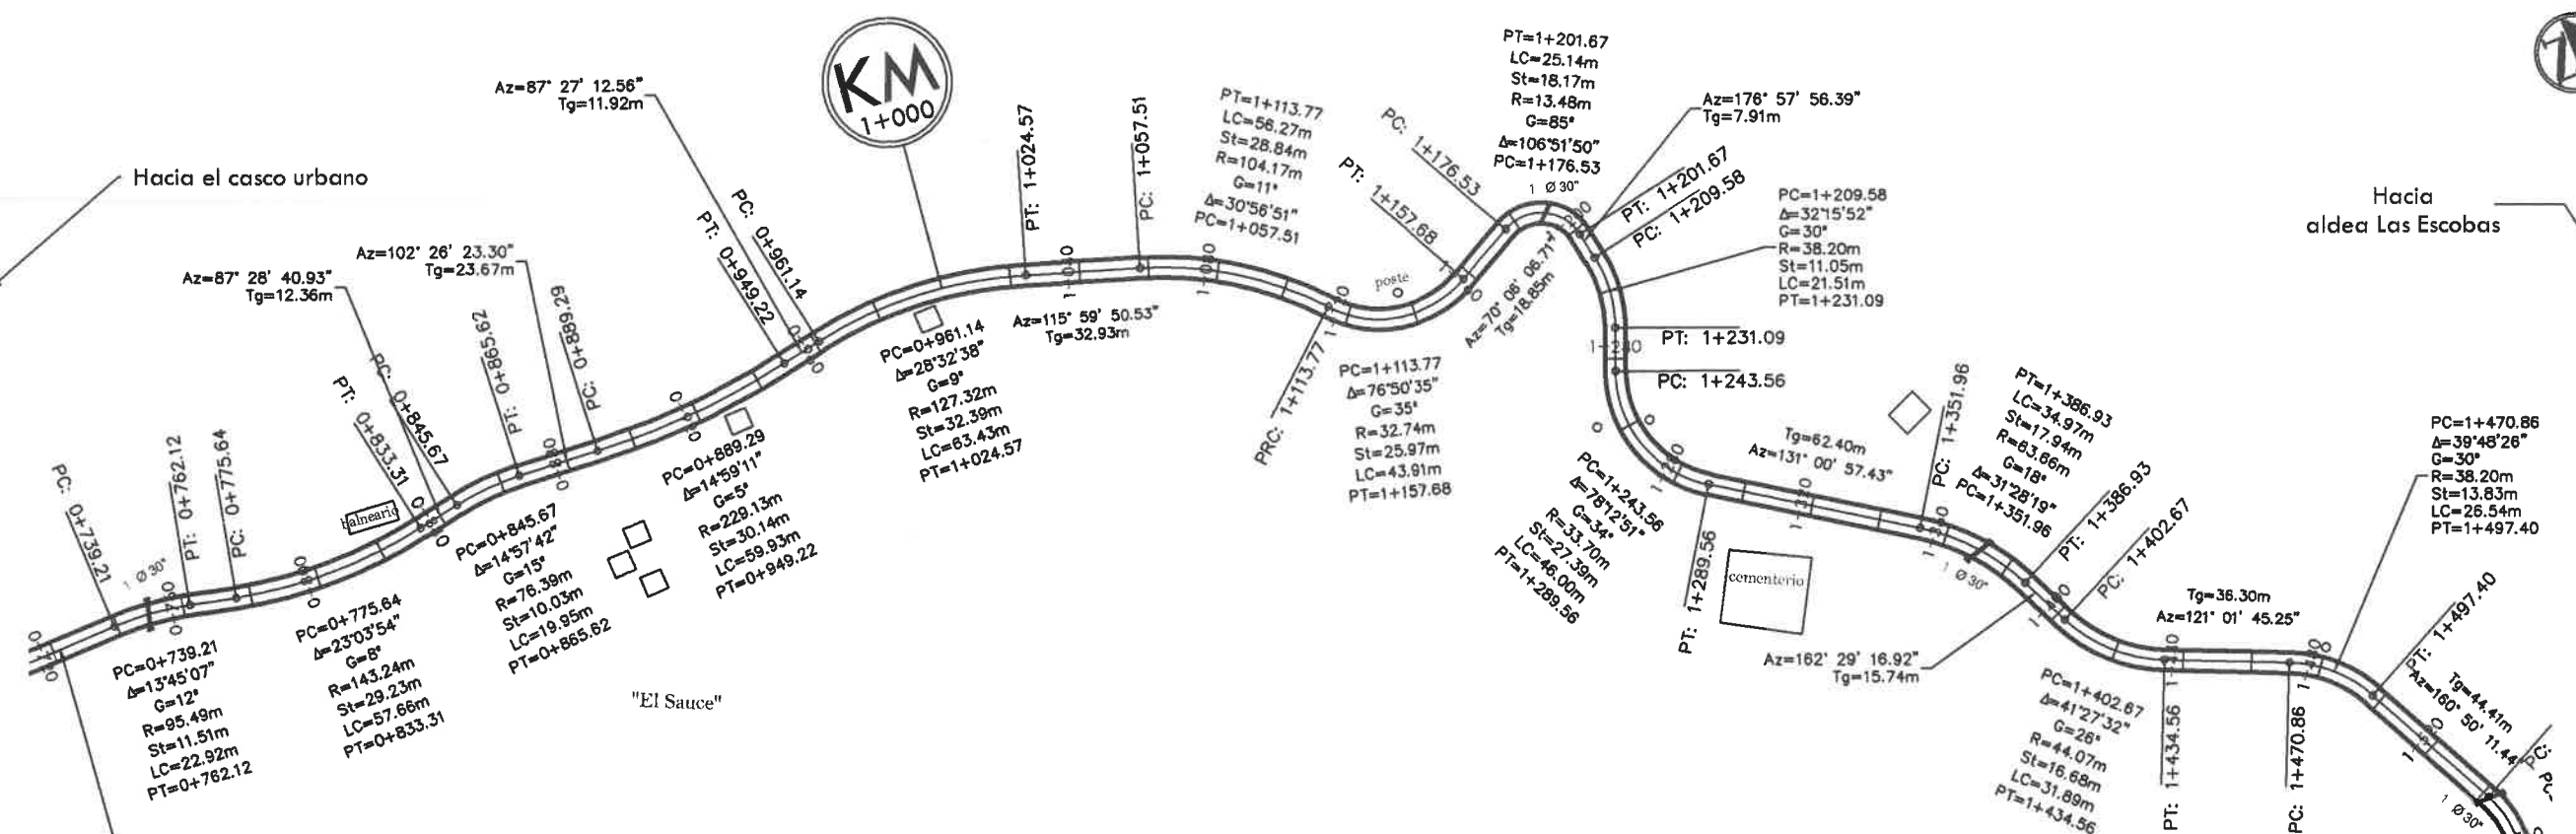 Hacia el casco urbano
PC: 0+739.21
1 Ø 30"
PC=0+739.21
Δ=13°45'07"
G=12°
R=95.49m
St=11.51m
LC=22.92m
PT=0+762.12
PT: 0+762.12
PC: 0+775.64
PC=0+775.64
Δ=23°03'54"
G=8°
R=143.24m
St=29.23m
LC=57.66m
PT=0+833.31
Az=87° 28' 40.93"
Tg=12.36m
PT: 0+833.31
PC: 0+845.67
balneario
PC=0+845.67
Δ=14°57'42"
G=15°
R=76.39m
St=10.03m
LC=19.95m
PT=0+865.62
Az=102° 26' 23.30"
Tg=23.67m
PT: 0+865.62
PC: 0+889.29
"El Sauce"
PC=0+889.29
Δ=14°59'11"
G=5°
R=229.13m
St=30.14m
LC=59.93m
PT=0+949.22
Az=87° 27' 12.56"
Tg=11.92m
PT: 0+949.22
PC: 0+961.14
KM
1+000
PC=0+961.14
Δ=28°32'38"
G=9°
R=127.32m
St=32.39m
LC=63.43m
PT=1+024.57
PT: 1+024.57
PC: 1+057.51
Az=115° 59' 50.53"
Tg=32.93m
PT=1+113.77
LC=56.27m
St=28.84m
R=104.17m
G=11°
Δ=30°56'51"
PC=1+057.51
PRC: 1+113.77
PC=1+113.77
Δ=76°50'35"
G=35°
R=32.74m
St=25.97m
LC=43.91m
PT=1+157.68
poste
PT: 1+157.68
PC: 1+176.53
Az=70° 06' 06.71"
Tg=18.85m
PT=1+201.67
LC=25.14m
St=18.17m
R=13.48m
G=85°
Δ=106°51'50"
PC=1+176.53
1 Ø 30"
Az=176° 57' 56.39"
Tg=7.91m
PT: 1+201.67
PC: 1+209.58
PC=1+209.58
Δ=32°15'52"
G=30°
R=38.20m
St=11.05m
LC=21.51m
PT=1+231.09
PT: 1+231.09
1+240
PC: 1+243.56
PC=1+243.56
Δ=78°12'51"
G=34°
R=33.70m
St=27.39m
LC=46.00m
PT=1+289.56
PT: 1+289.56
cementerio
Tg=62.40m
Az=131° 00' 57.43"
PC: 1+351.96
PT=1+386.93
LC=34.97m
St=17.94m
R=63.66m
G=18°
Δ=31°28'19"
PC=1+351.96
1 Ø 30"
PT: 1+386.93
PC: 1+402.67
Az=162° 29' 16.92"
Tg=15.74m
PC=1+402.67
Δ=41°27'32"
G=26°
R=44.07m
St=16.68m
LC=31.89m
PT=1+434.56
PT: 1+434.56
Tg=36.30m
Az=121° 01' 45.25"
PC: 1+470.86
Hacia
aldea Las Escobas
PC=1+470.86
Δ=39°48'26"
G=30°
R=38.20m
St=13.83m
LC=26.54m
PT=1+497.40
PT: 1+497.40
Tg=44.41m
Az=160° 50' 11.44"
1 Ø 30"